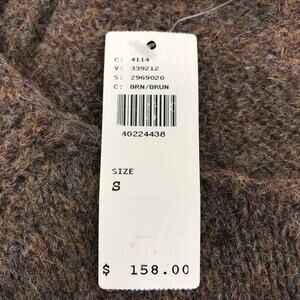 C: 4114
V: 339212
S: 2969020
C: BRN/BRUN
40224438
SIZE
S
$ 158.00